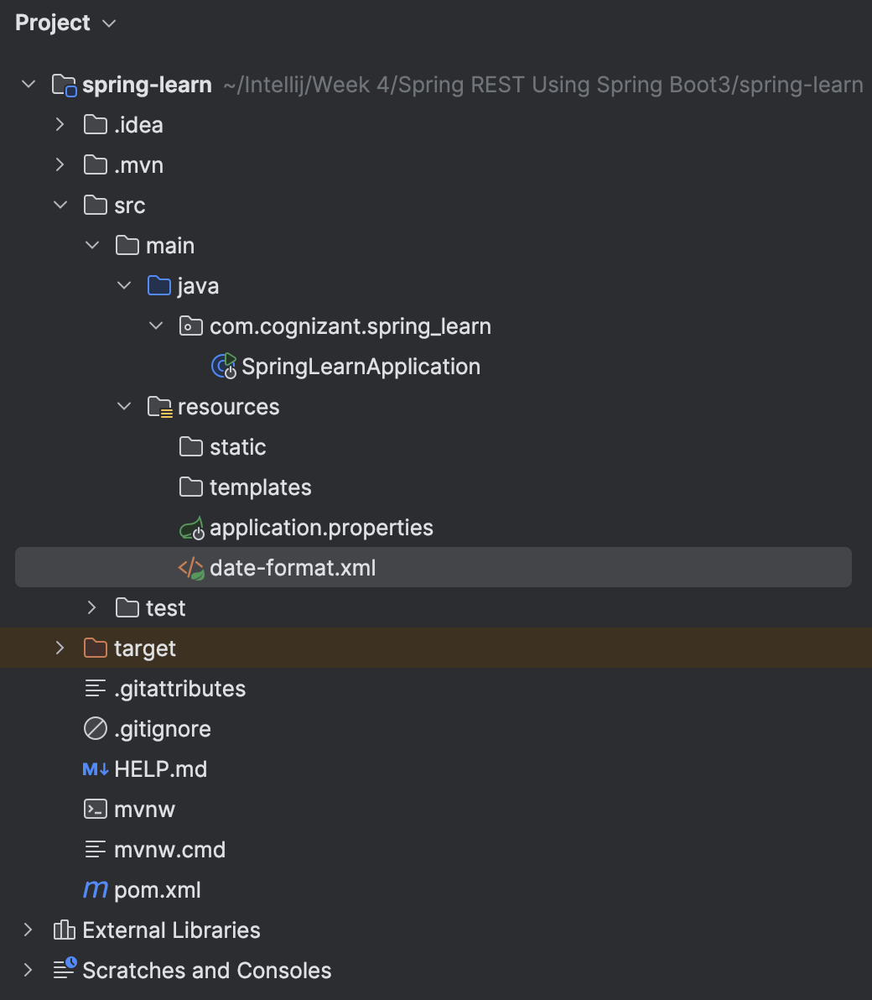 Project
spring-learn ~/Intellij/Week 4/Spring REST Using Spring Boot3/spring-learn
.idea
.mvn
src
main
java
com.cognizant.spring_learn
SpringLearnApplication
resources
static
templates
application.properties
date-format.xml
test
target
.gitattributes
.gitignore
M↓ HELP.md
mvnw
mvnw.cmd
m pom.xml
External Libraries
Scratches and Consoles